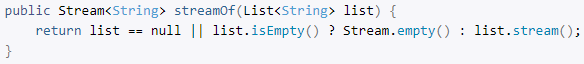 public Stream<String> streamOf(List<String> list) {
    return list == null || list.isEmpty() ? Stream.empty() : list.stream();
}